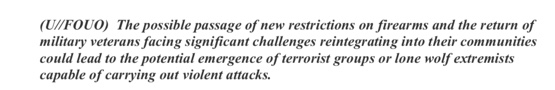 (U//FOUO) The possible passage of new restrictions on firearms and the return of
military veterans facing significant challenges reintegrating into their communities
could lead to the potential emergence of terrorist groups or lone wolf extremists
capable of carrying out violent attacks.